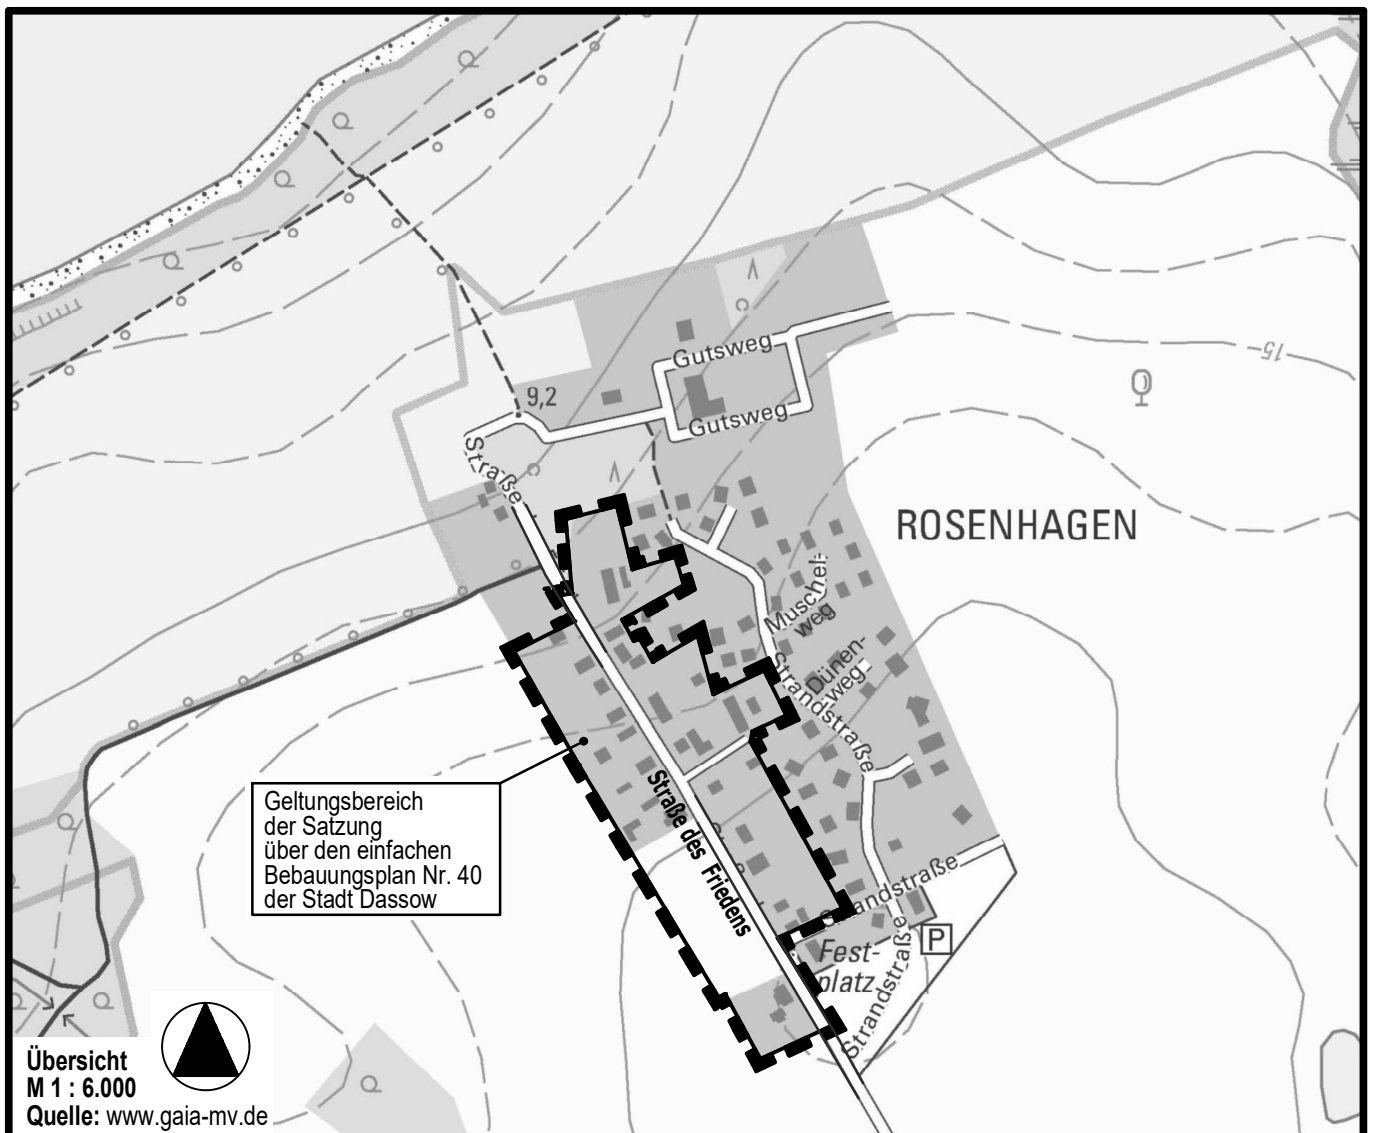 Gutsweg
15
9,2
Gutsweg
Straße
ROSENHAGEN
Muschel-
weg
Dünen-
weg
Strandstraße
Geltungsbereich
der Satzung
über den einfachen
Bebauungsplan Nr. 40
der Stadt Dassow
Straße des Friedens
Strandstraße
P
Fest-
platz
Strandstraße
Strandstraße
Übersicht
M 1 : 6.000
Quelle: www.gaia-mv.de